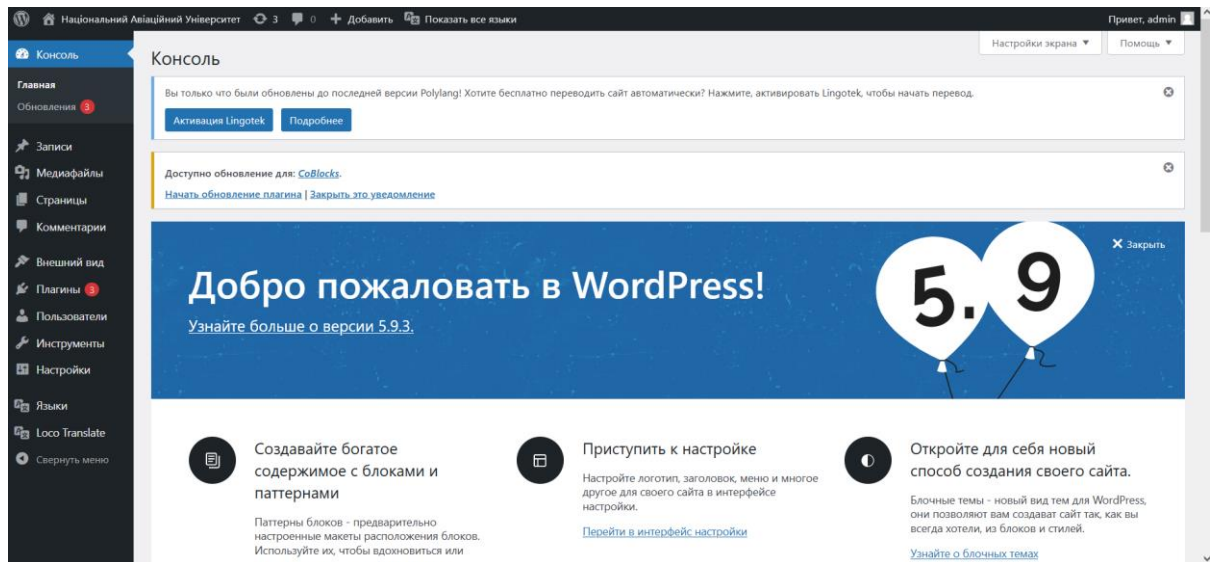 Національний Авіаційний Університет 3 0 + Добавить Показать все языки Привет, admin
Настройки экрана ▼ Помощь ▼
Консоль
Главная
Обновления 3
Записи
Медиафайлы
Страницы
Комментарии
Внешний вид
Плагины 3
Пользователи
Инструменты
Настройки
Языки
Loco Translate
Свернуть меню
Консоль
Вы только что были обновлены до последней версии Polylang! Хотите бесплатно переводить сайт автоматически? Нажмите, активировать Lingotek, чтобы начать перевод.
Активация Lingotek Подробнее
Доступно обновление для: CoBlocks.
Начать обновление плагина | Закрыть это уведомление
Закрыть
Добро пожаловать в WordPress!
Узнайте больше о версии 5.9.3.
5. 9
Создавайте богатое
содержимое с блоками и
паттернами
Паттерны блоков - предварительно
настроенные макеты расположения блоков.
Используйте их, чтобы вдохновиться или
Приступить к настройке
Настройте логотип, заголовок, меню и многое
другое для своего сайта в интерфейсе
настройки.
Перейти в интерфейс настройки
Откройте для себя новый
способ создания своего сайта.
Блочные темы - новый вид тем для WordPress,
они позволяют вам создават сайт так, как вы
всегда хотели, из блоков и стилей.
Узнайте о блочных темах